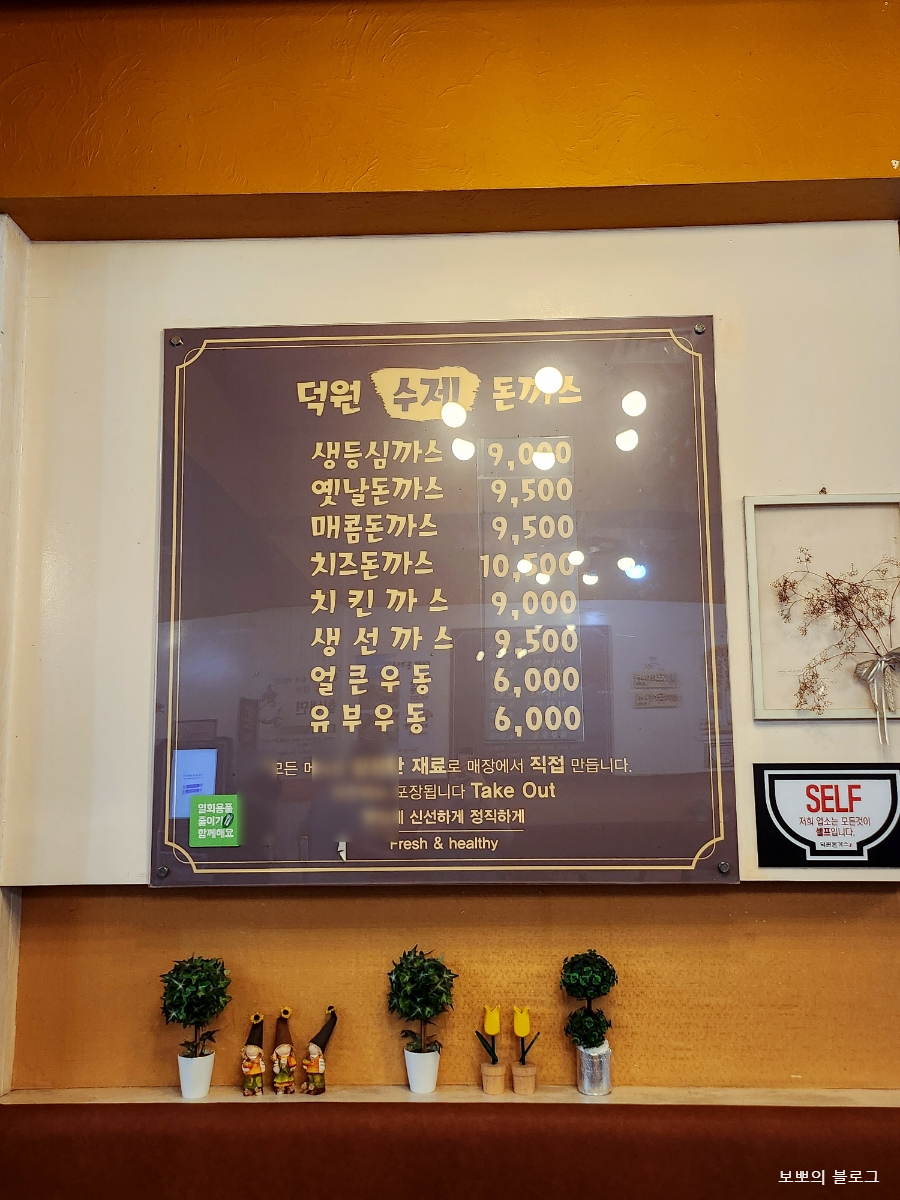 덕원 수제 돈까스
생등심까스 9,000
옛날돈까스 9,500
매콤돈까스 9,500
치즈돈까스 10,500
치킨까스 9,000
생선까스 9,500
얼큰우동 6,000
유부우동 6,000
재료로 매장에서 직접 만듭니다.
포장됩니다 Take Out
신선하게 정직하게
Fresh & healthy
일회용품
줄이기
함께해요
SELF
저희 업소는 모든것이
셀프입니다.
덕원돈까스
보뽀의 블로그